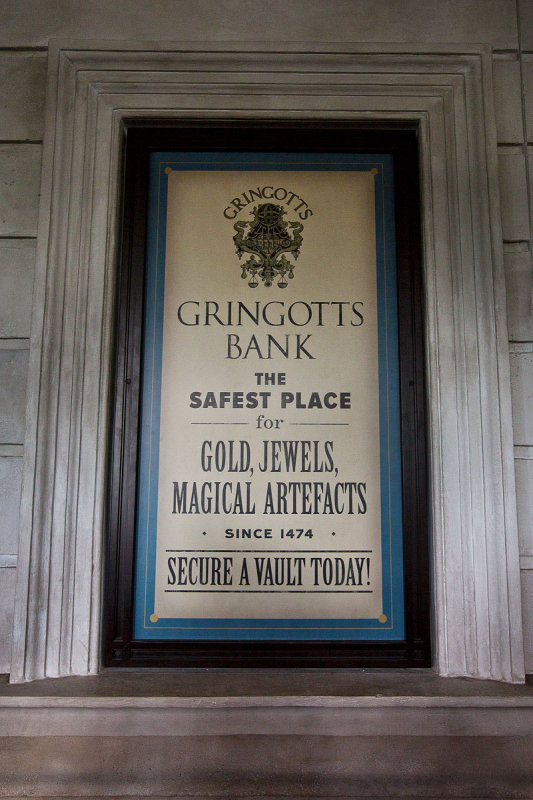 GRINGOTTS
GRINGOTTS
BANK
THE
SAFEST PLACE
for
GOLD, JEWELS,
MAGICAL ARTEFACTS
• SINCE 1474 •
SECURE A VAULT TODAY!